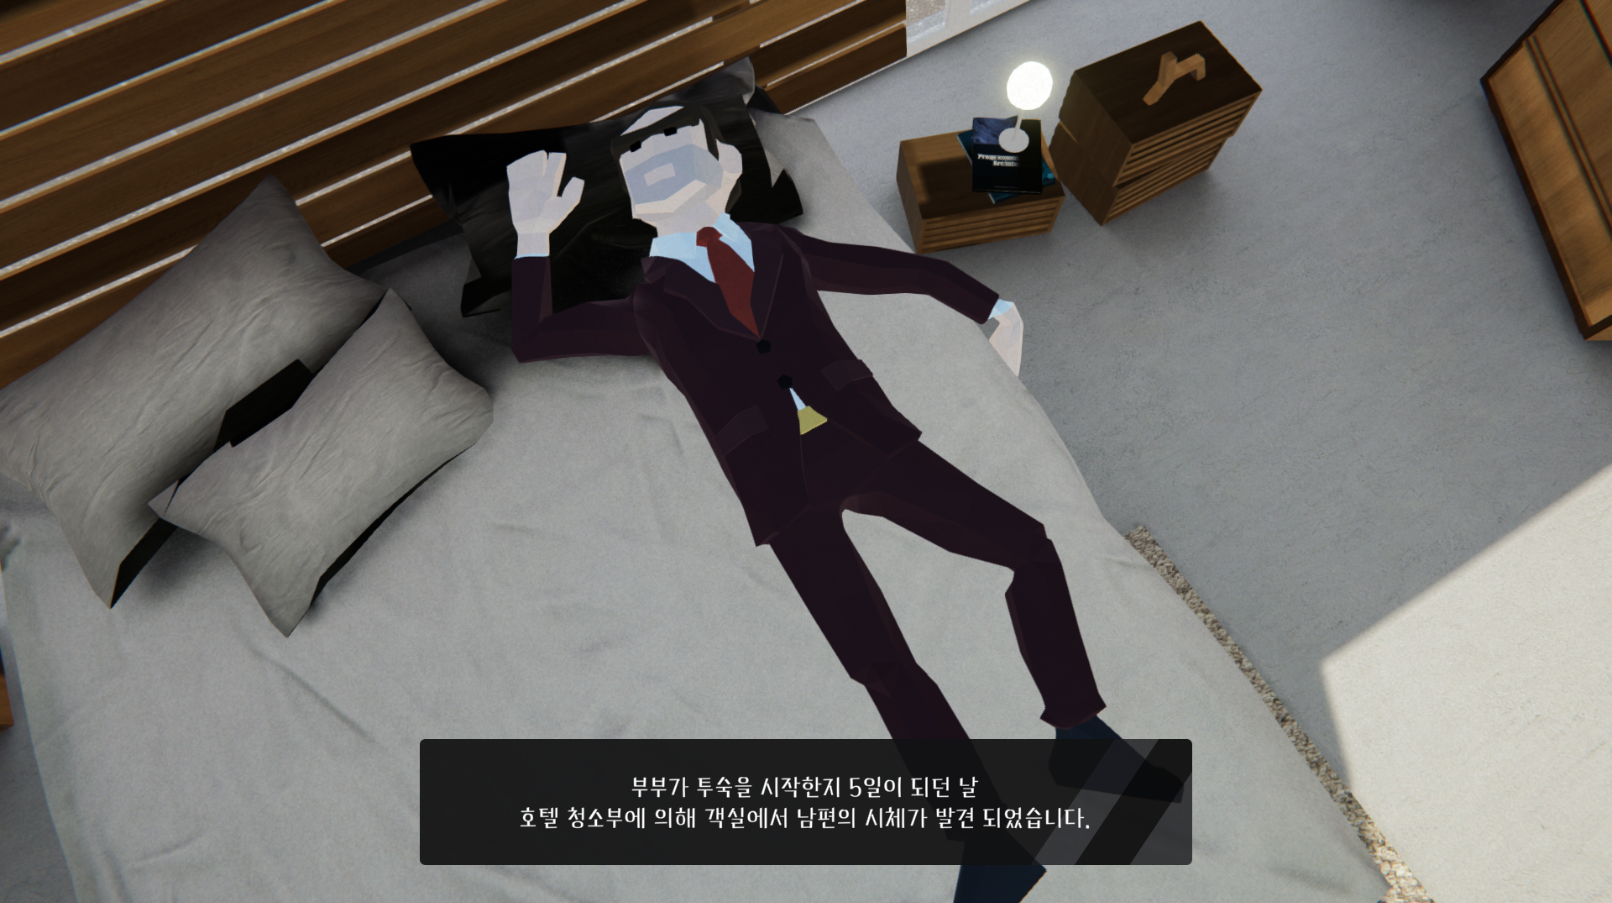 부부가 투숙을 시작한지 5일이 되던 날
호텔 청소부에 의해 객실에서 남편의 시체가 발견 되었습니다.